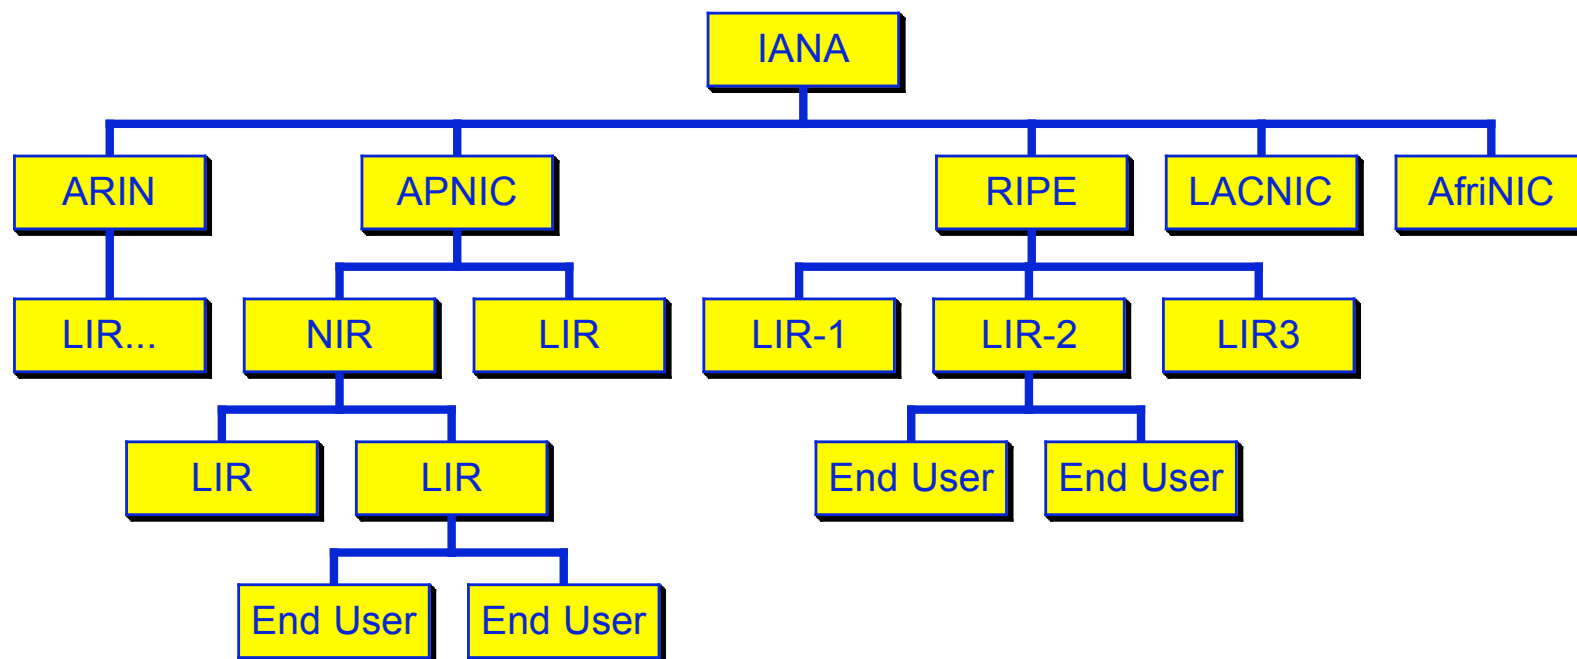 IANA
ARIN
APNIC
RIPE
LACNIC
AfriNIC
LIR...
NIR
LIR
LIR-1
LIR-2
LIR3
LIR
LIR
End User
End User
End User
End User